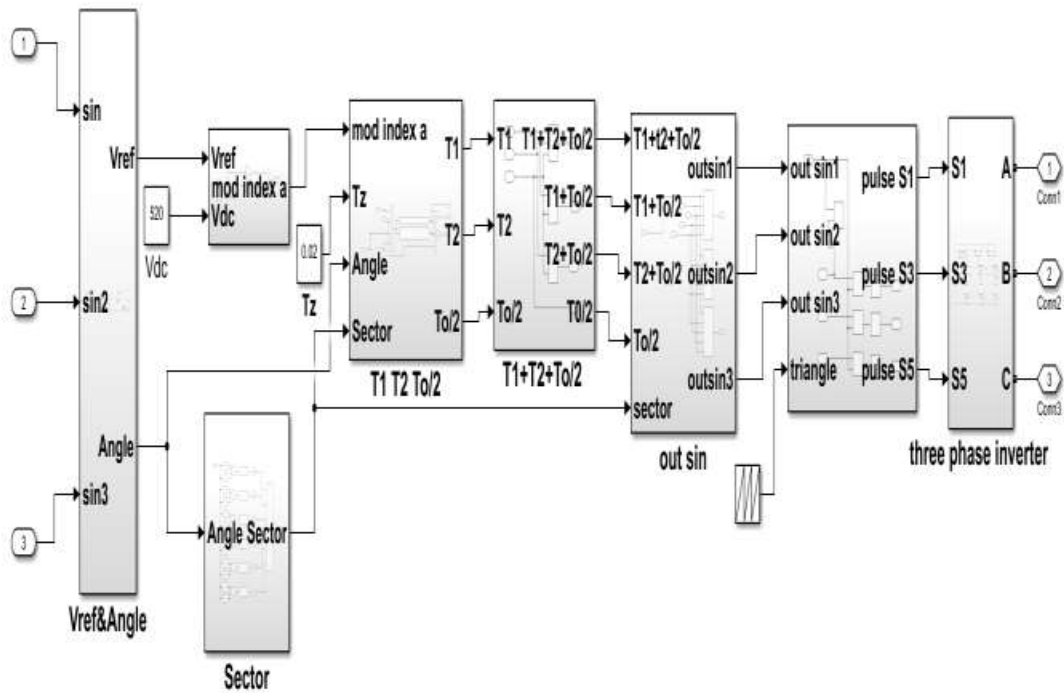 1
sin
Vref
2
sin2
Angle
3
sin3
Vref&Angle
Vref
mod index a
Vdc
520
Vdc
0.02
Tz
Angle Sector
Sector
mod index a
T1
Tz
T2
Angle
Sector
To/2
T1 T2 To/2
T1
T1+T2+To/2
T1+To/2
T2
T2+To/2
To/2
T0/2
T1+T2+To/2
T1+t2+To/2
outsin1
T1+To/2
T2+To/2
outsin2
To/2
outsin3
sector
out sin
out sin1
pulse S1
out sin2
pulse S3
out sin3
triangle
pulse S5
S1
A
S3
B
S5
C
three phase inverter
1
Conn1
2
Conn2
3
Conn3